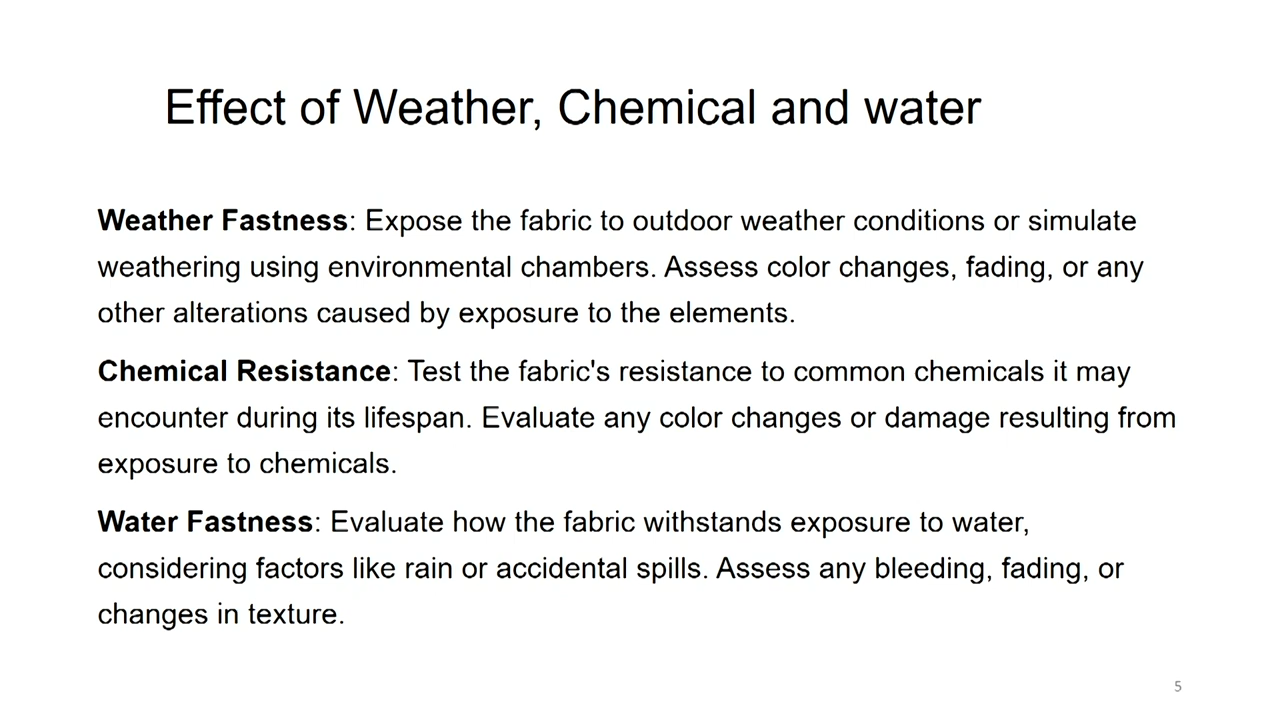 Effect of Weather, Chemical and water
Weather Fastness: Expose the fabric to outdoor weather conditions or simulate
weathering using environmental chambers. Assess color changes, fading, or any
other alterations caused by exposure to the elements.
Chemical Resistance: Test the fabric's resistance to common chemicals it may
encounter during its lifespan. Evaluate any color changes or damage resulting from
exposure to chemicals.
Water Fastness: Evaluate how the fabric withstands exposure to water,
considering factors like rain or accidental spills. Assess any bleeding, fading, or
changes in texture.
5